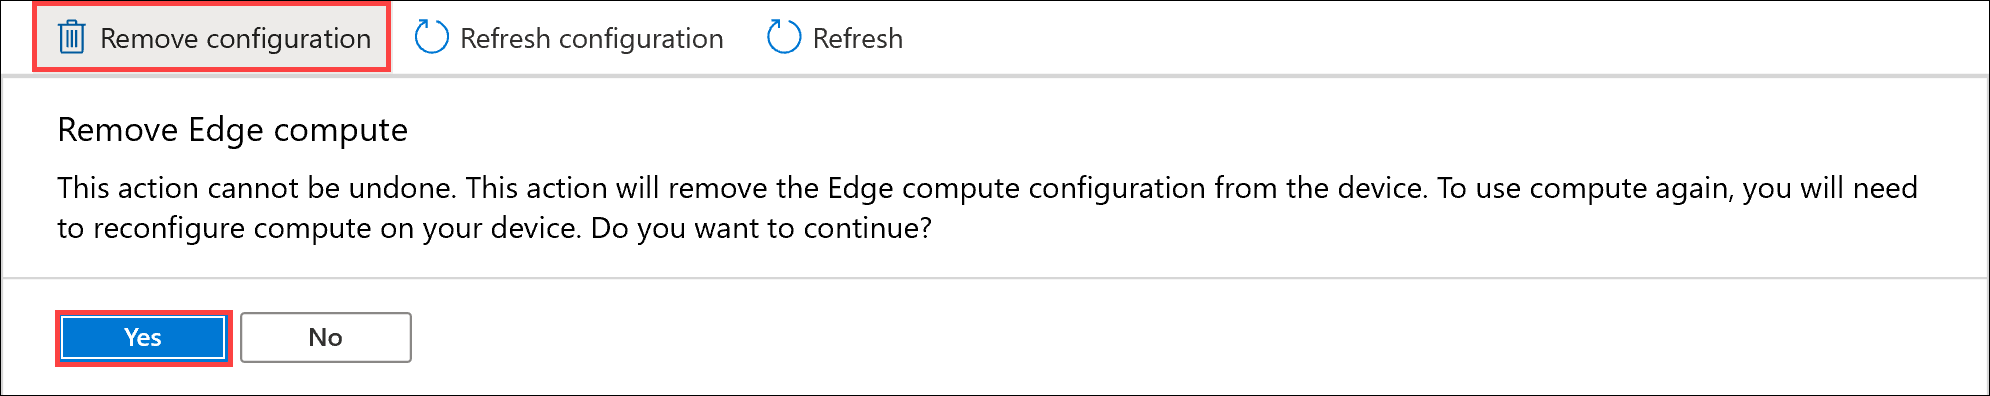 Remove configuration Refresh configuration Refresh
Remove Edge compute
This action cannot be undone. This action will remove the Edge compute configuration from the device. To use compute again, you will need
to reconfigure compute on your device. Do you want to continue?
Yes No